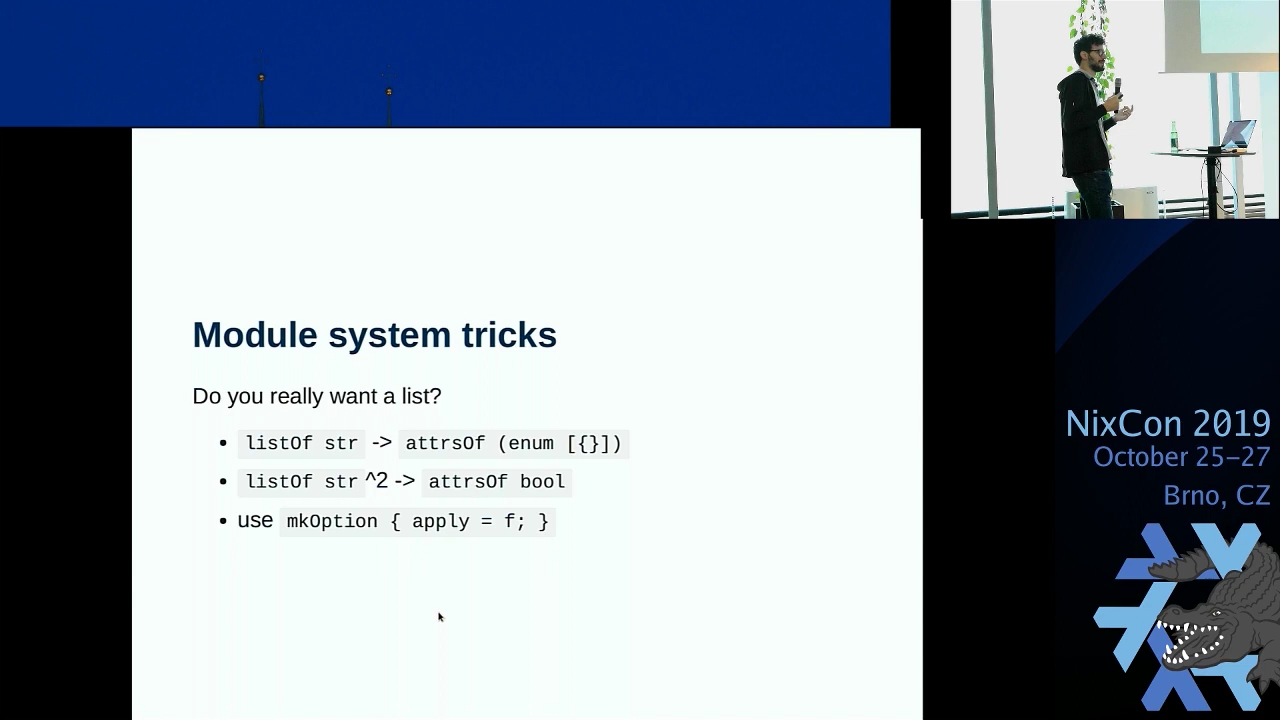 Module system tricks
Do you really want a list?
• listOf str -> attrsOf (enum [{}])
• listOf str^2 -> attrsOf bool
• use mkOption { apply = f; }
NixCon 2019
October 25–27
Brno, CZ